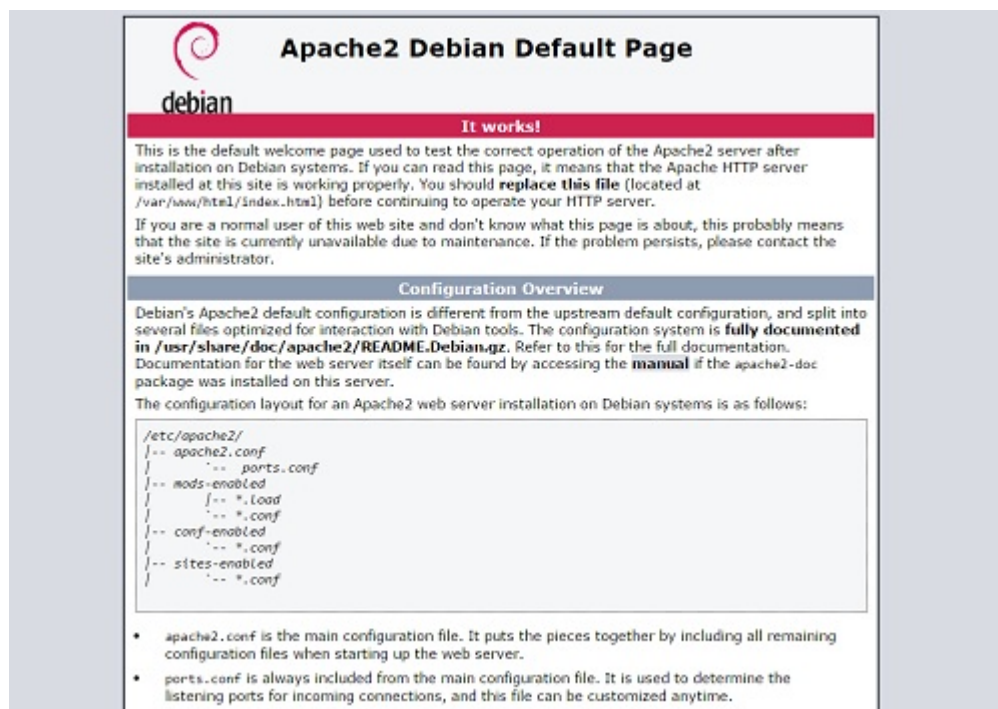 debian
Apache2 Debian Default Page
It works!
This is the default welcome page used to test the correct operation of the Apache2 server after
installation on Debian systems. If you can read this page, it means that the Apache HTTP server
installed at this site is working properly. You should replace this file (located at
/var/www/html/index.html) before continuing to operate your HTTP server.
If you are a normal user of this web site and don't know what this page is about, this probably means
that the site is currently unavailable due to maintenance. If the problem persists, please contact the
site's administrator.
Configuration Overview
Debian's Apache2 default configuration is different from the upstream default configuration, and split into
several files optimized for interaction with Debian tools. The configuration system is fully documented
in /usr/share/doc/apache2/README.Debian.gz. Refer to this for the full documentation.
Documentation for the web server itself can be found by accessing the manual if the apache2-doc
package was installed on this server.
The configuration layout for an Apache2 web server installation on Debian systems is as follows:
/etc/apache2/
|-- apache2.conf
|       `--  ports.conf
|-- mods-enabled
|       |-- *.load
|       `-- *.conf
|-- conf-enabled
|       `-- *.conf
|-- sites-enabled
|       `-- *.conf
• apache2.conf is the main configuration file. It puts the pieces together by including all remaining
configuration files when starting up the web server.
• ports.conf is always included from the main configuration file. It is used to determine the
listening ports for incoming connections, and this file can be customized anytime.